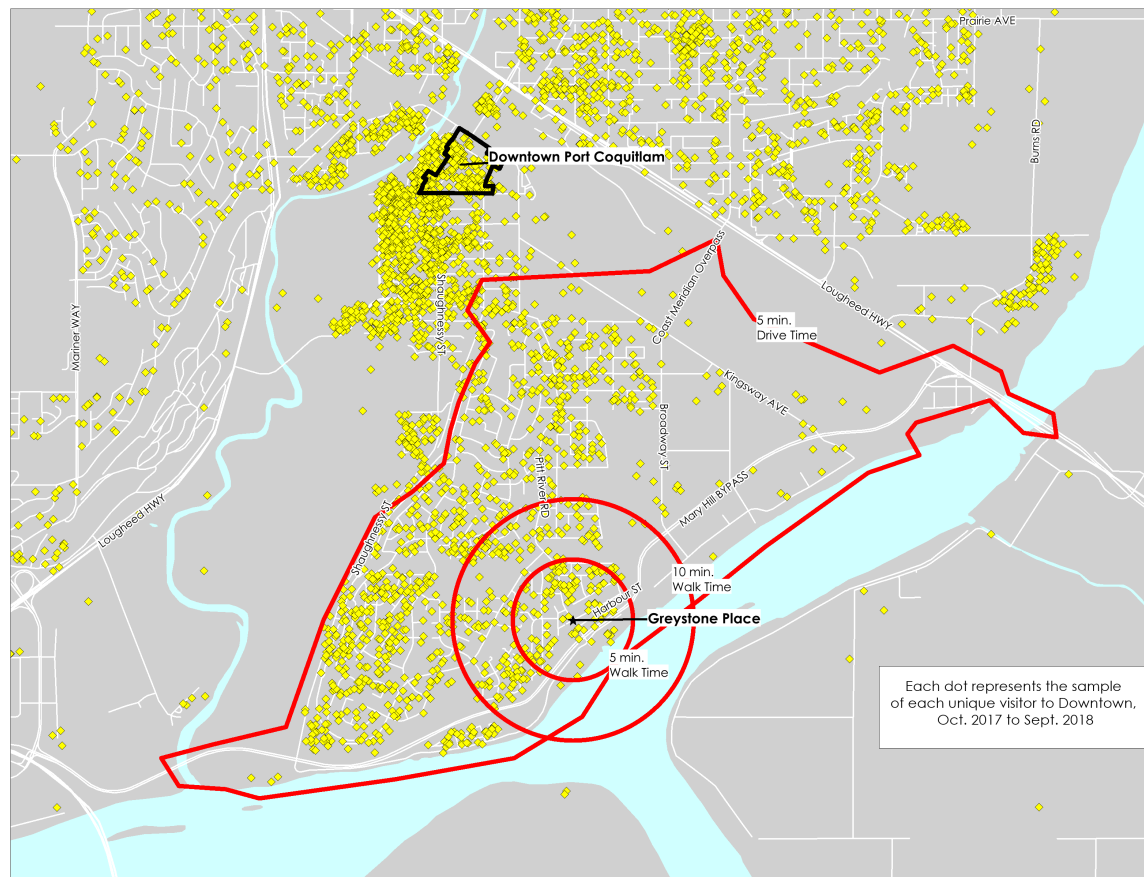 Prairie AVE
Burns RD
Downtown Port Coquitlam
Mariner WAY
Shaughnessy ST
Coast Meridian Overpass
Lougheed HWY
5 min.
Drive Time
Kingsway AVE
Broadway ST
Pitt River RD
Mary Hill BYPASS
Lougheed HWY
Shaughnessy ST
10 min.
Walk Time
Harbour ST
Greystone Place
5 min.
Walk Time
Each dot represents the sample
of each unique visitor to Downtown,
Oct. 2017 to Sept. 2018